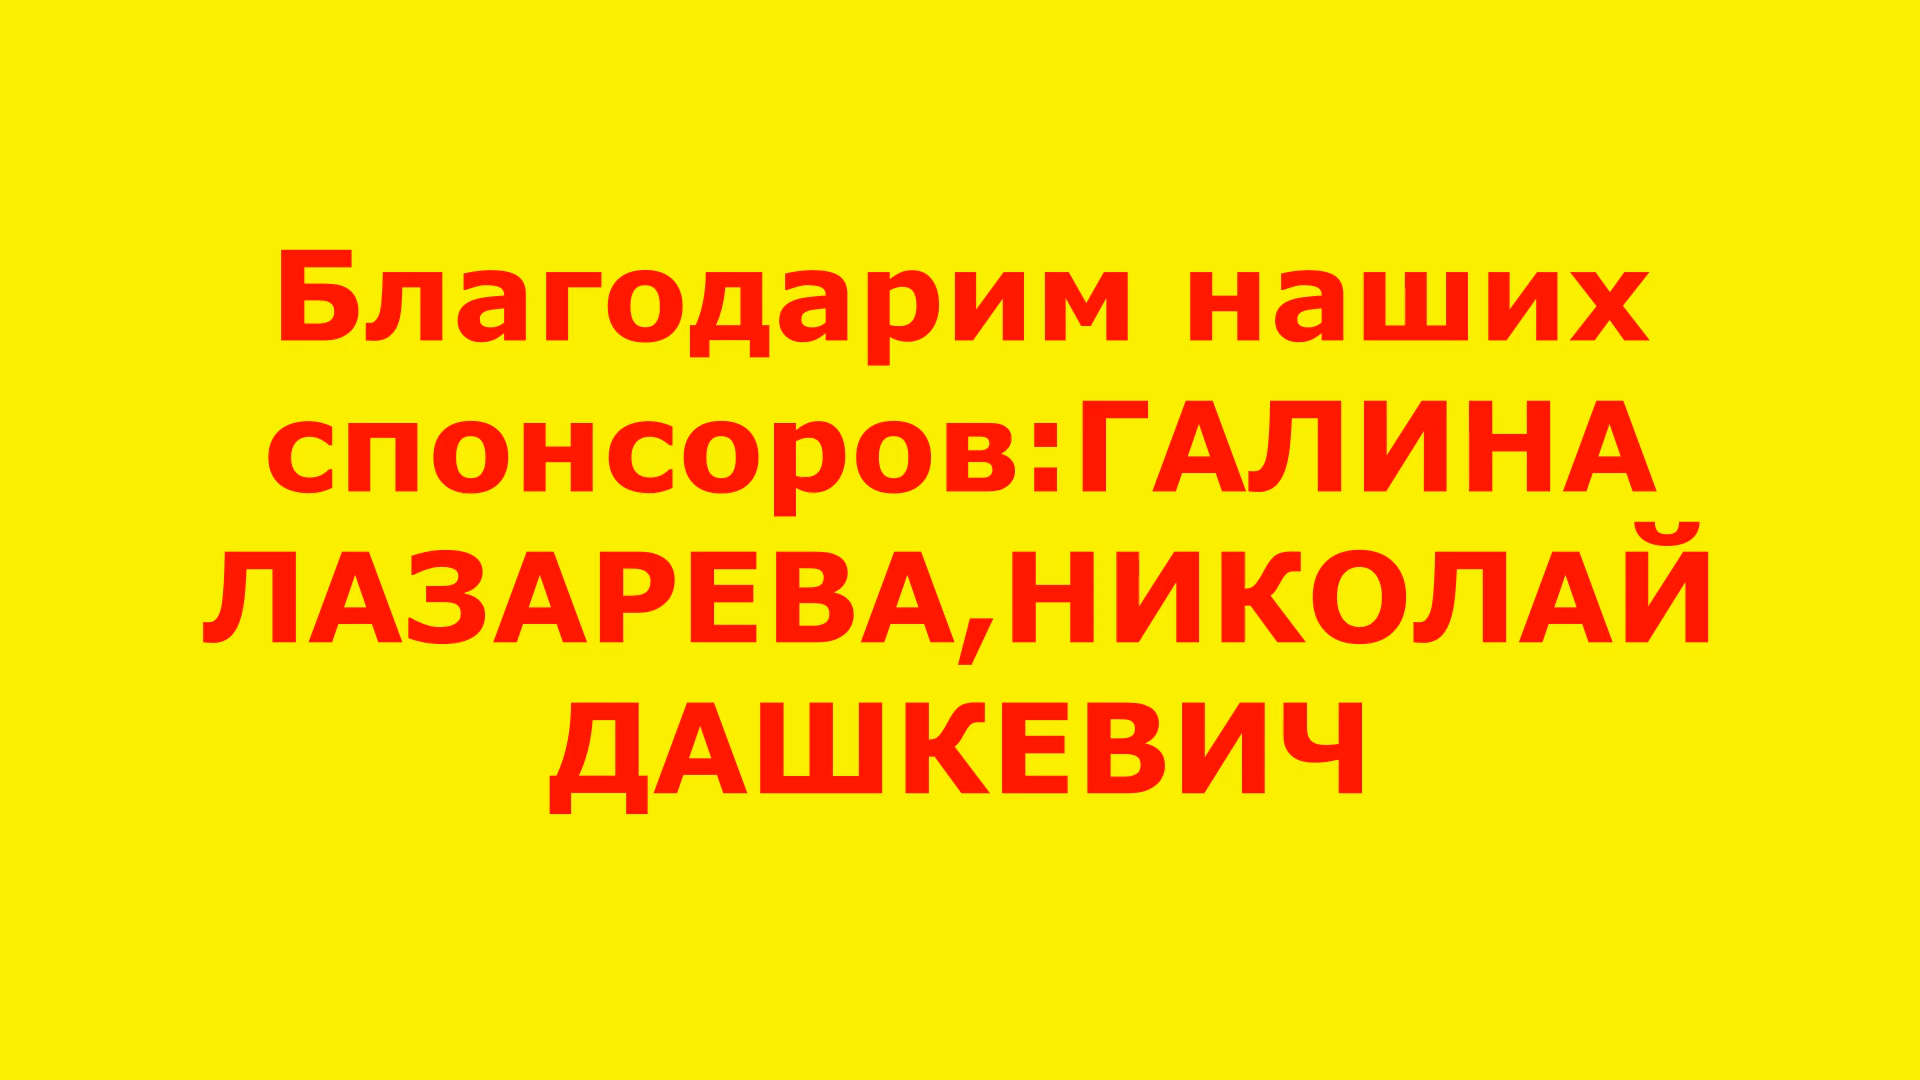 Благодарим наших
спонсоров:ГАЛИНА
ЛАЗАРЕВА,НИКОЛАЙ
ДАШКЕВИЧ